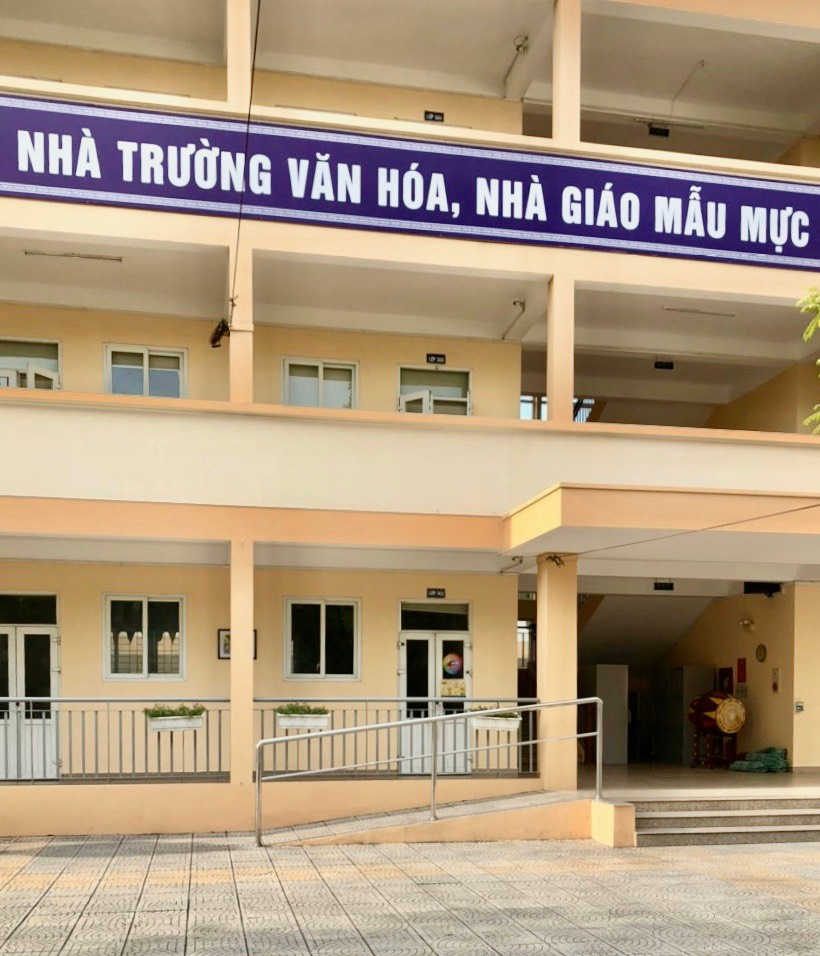 NHÀ TRƯỜNG VĂN HÓA, NHÀ GIÁO MẪU MỰC